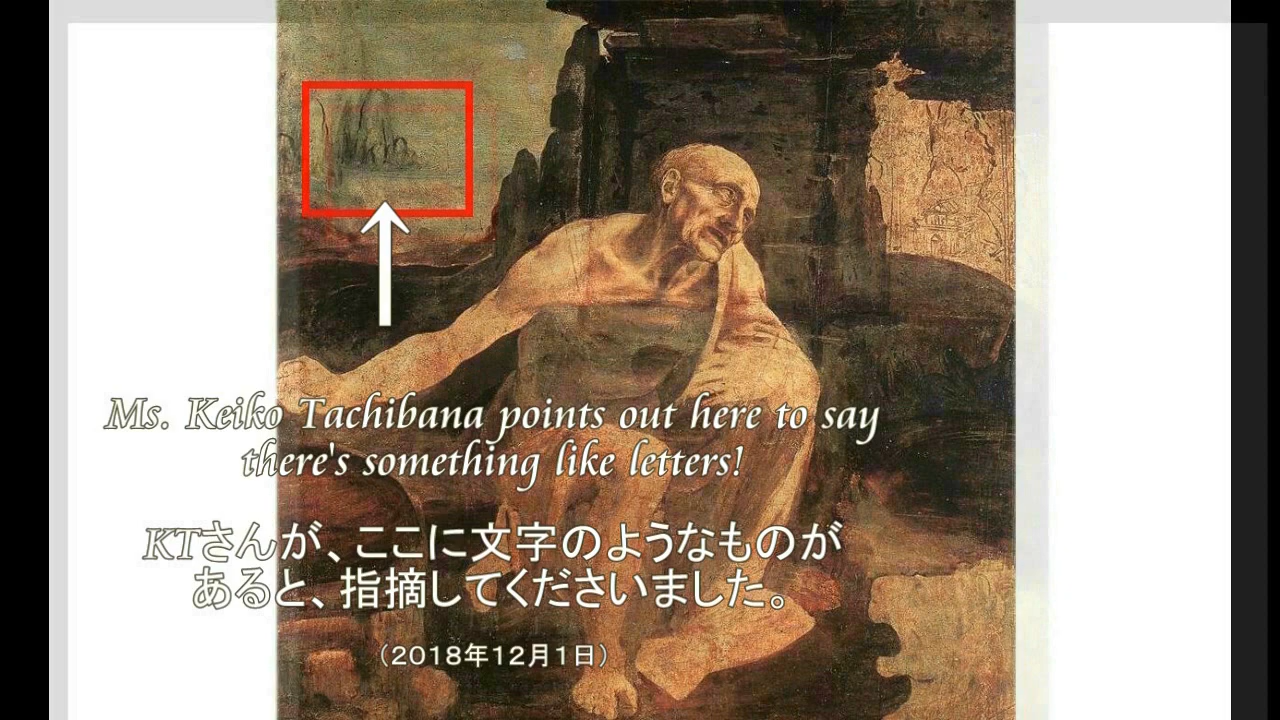 Ms. Keiko Tachibana points out here to say
there's something like letters!
KTさんが、ここに文字のようなものが
あると、指摘してくださいました。
（2018年12月1日）